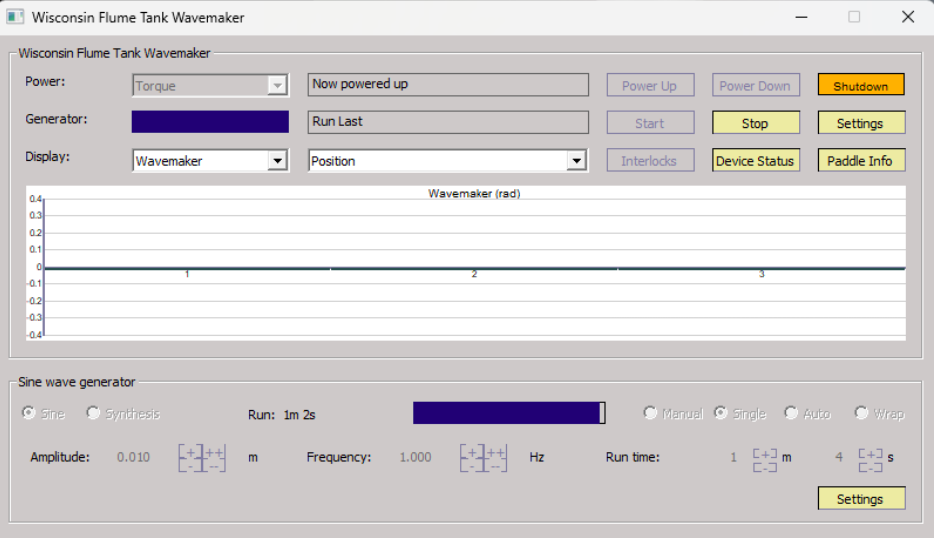 Wisconsin Flume Tank Wavemaker
Wisconsin Flume Tank Wavemaker
Power: Torque Now powered up Power Up Power Down Shutdown
Generator: Run Last Start Stop Settings
Display: Wavemaker Position Interlocks Device Status Paddle Info
Wavemaker (rad)
0.4
0.3
0.2
0.1
0
1 2 3
-0.1
-0.2
-0.3
-0.4
Sine wave generator
Sine Synthesis Run: 1m 2s Manual Single Auto Wrap
Amplitude: 0.010 [+][++] m Frequency: 1.000 [+][++] Hz Run time: 1 [+] m 4 [+] s
[-][--] [-][--] [-] [-]
Settings